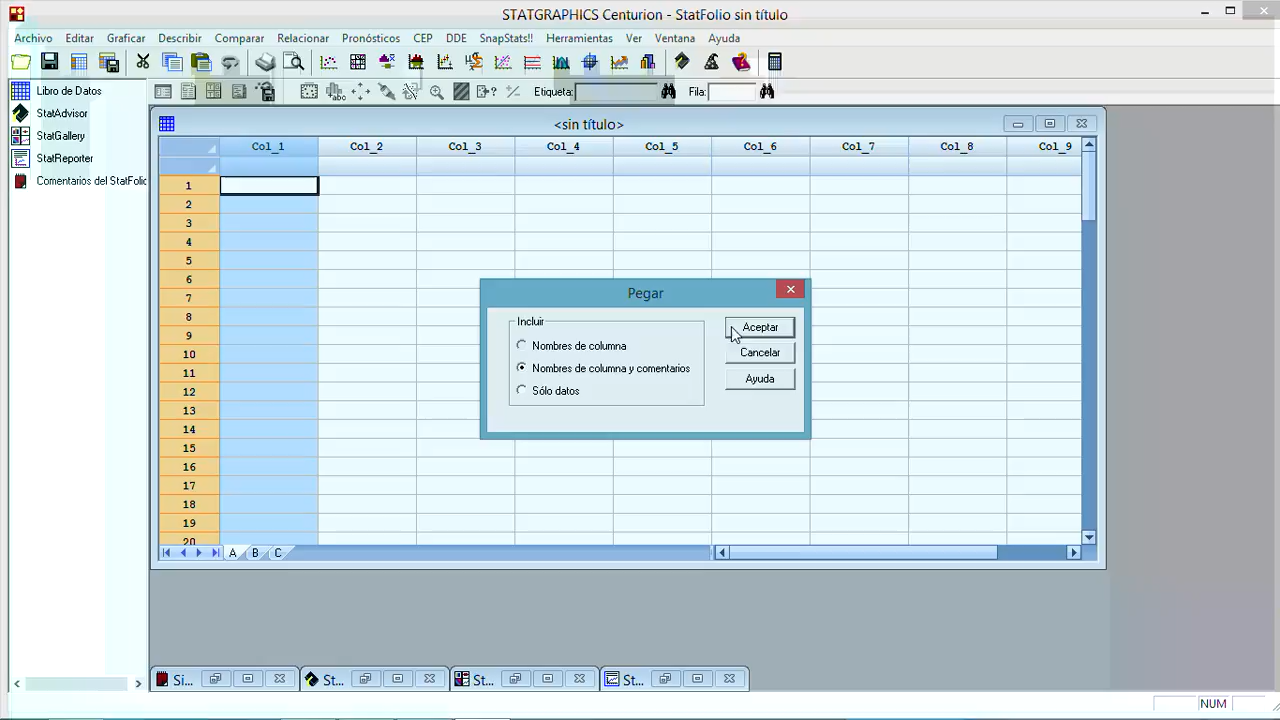 STATGRAPHICS Centurion - StatFolio sin título
Archivo Editar Graficar Describir Comparar Relacionar Pronósticos CEP DDE SnapStats!! Herramientas Ver Ventana Ayuda
Etiqueta: Fila:
Libro de Datos
StatAdvisor
StatGallery
StatReporter
Comentarios del StatFolio
<sin título>
Col_1 Col_2 Col_3 Col_4 Col_5 Col_6 Col_7 Col_8 Col_9
1
2
3
4
5
6
7
8
9
10
11
12
13
14
15
16
17
18
19
20
Pegar
Incluir
Nombres de columna
Nombres de columna y comentarios
Sólo datos
Aceptar
Cancelar
Ayuda
A B C
Si... St... St... St...
NUM